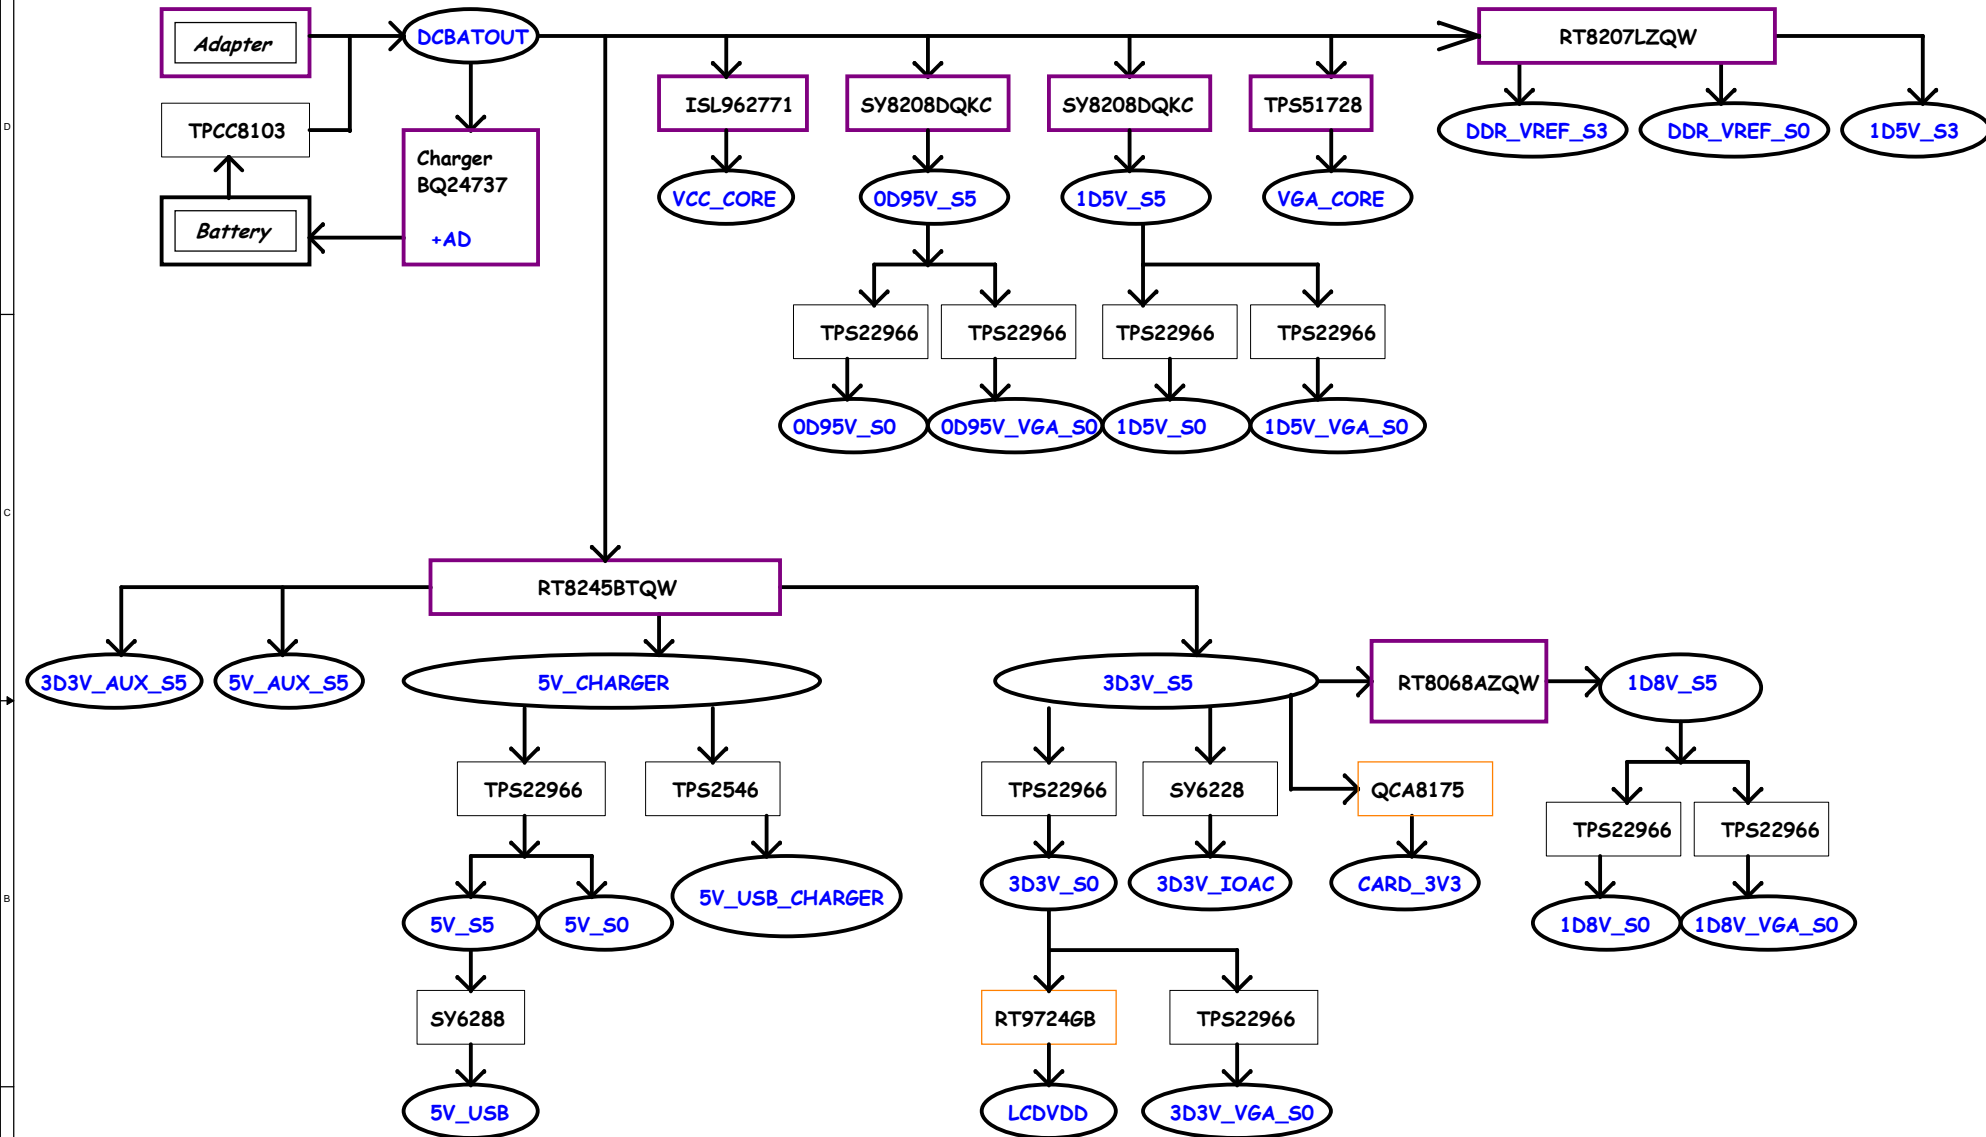 Adapter
DCBATOUT
RT8207LZQW
TPCC8103
ISL962771
SY8208DQKC
SY8208DQKC
TPS51728
DDR_VREF_S3
DDR_VREF_S0
1D5V_S3
D
Charger
BQ24737
+AD
Battery
VCC_CORE
0D95V_S5
1D5V_S5
VGA_CORE
TPS22966
TPS22966
TPS22966
TPS22966
0D95V_S0
0D95V_VGA_S0
1D5V_S0
1D5V_VGA_S0
C
RT8245BTQW
3D3V_AUX_S5
5V_AUX_S5
5V_CHARGER
3D3V_S5
RT8068AZQW
1D8V_S5
TPS22966
TPS2546
TPS22966
SY6228
QCA8175
TPS22966
TPS22966
5V_S5
5V_S0
5V_USB_CHARGER
3D3V_S0
3D3V_IOAC
CARD_3V3
B
1D8V_S0
1D8V_VGA_S0
SY6288
RT9724GB
TPS22966
5V_USB
LCDVDD
3D3V_VGA_S0